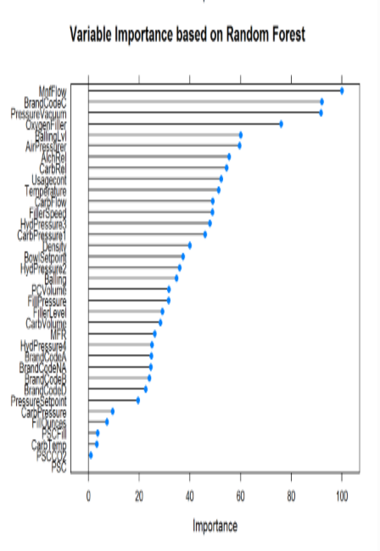 Variable Importance based on Random Forest
MnfFlow
BrandCodeC
PressureVacuum
OxygenFiller
BallingLvl
AirPressurer
AlchRel
CarbRel
Usagecont
Temperature
CarbFlow
FillerSpeed
HydPressure3
CarbPressure1
Density
BowlSetpoint
HydPressure2
Balling
PCVolume
FillPressure
FillerLevel
CarbVolume
MFR
HydPressure4
BrandCodeA
BrandCodeNA
BrandCodeB
BrandCodeD
PressureSetpoint
CarbPressure
FillOunces
PSCFill
CarbTemp
PSCCO2
PSC
0 20 40 60 80 100
Importance